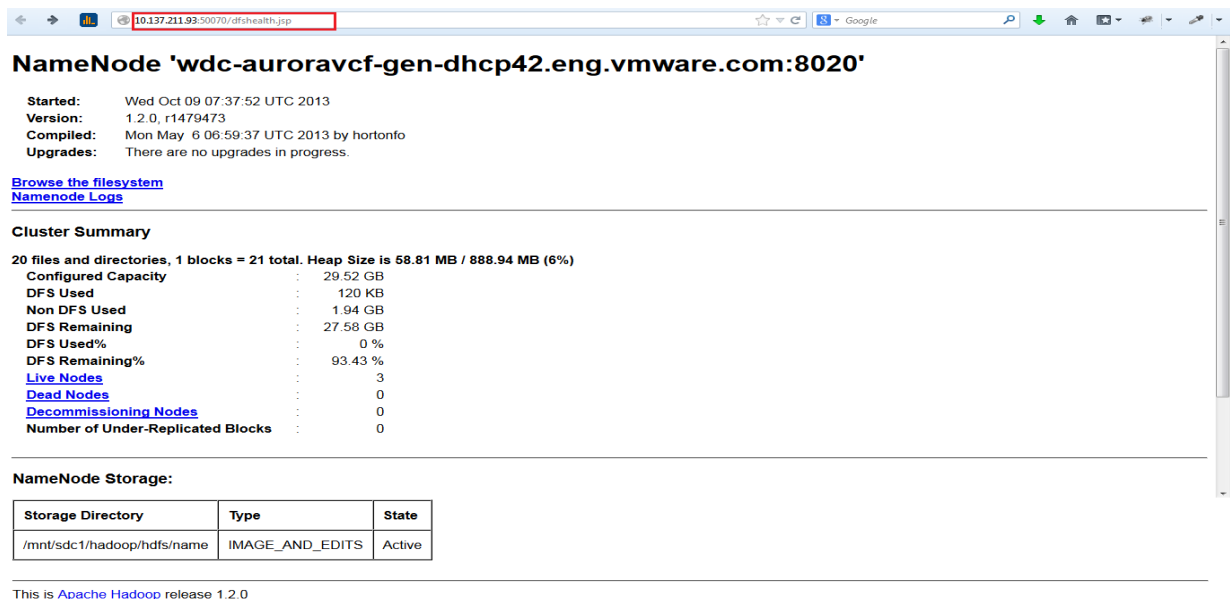 10.137.211.93:50070/dfshealth.jsp
Google
NameNode 'wdc-auroravcf-gen-dhcp42.eng.vmware.com:8020'
Started: Wed Oct 09 07:37:52 UTC 2013
Version: 1.2.0, r1479473
Compiled: Mon May 6 06:59:37 UTC 2013 by hortonfo
Upgrades: There are no upgrades in progress.
Browse the filesystem
Namenode Logs
Cluster Summary
20 files and directories, 1 blocks = 21 total. Heap Size is 58.81 MB / 888.94 MB (6%)
Configured Capacity : 29.52 GB
DFS Used : 120 KB
Non DFS Used : 1.94 GB
DFS Remaining : 27.58 GB
DFS Used% : 0 %
DFS Remaining% : 93.43 %
Live Nodes : 3
Dead Nodes : 0
Decommissioning Nodes : 0
Number of Under-Replicated Blocks : 0
NameNode Storage:
Storage Directory Type State
/mnt/sdc1/hadoop/hdfs/name IMAGE_AND_EDITS Active
This is Apache Hadoop release 1.2.0